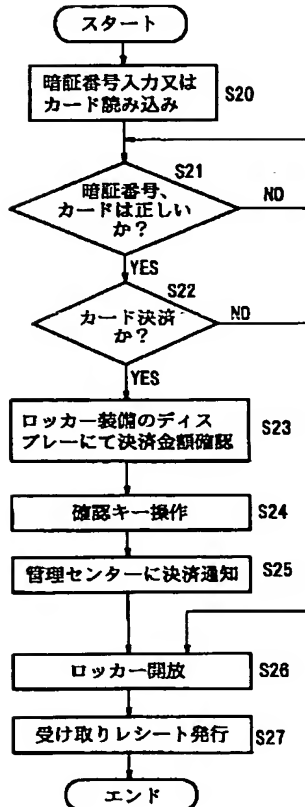 スタート
暗証番号入力又は
カード読み込み
S20
S21
暗証番号、
カードは正しい
か？
NO
YES
S22
カード決済
か？
NO
YES
ロッカー装備のディス
プレーにて決済金額確認
S23
確認キー操作
S24
管理センターに決済通知
S25
ロッカー開放
S26
受け取りレシート発行
S27
エンド